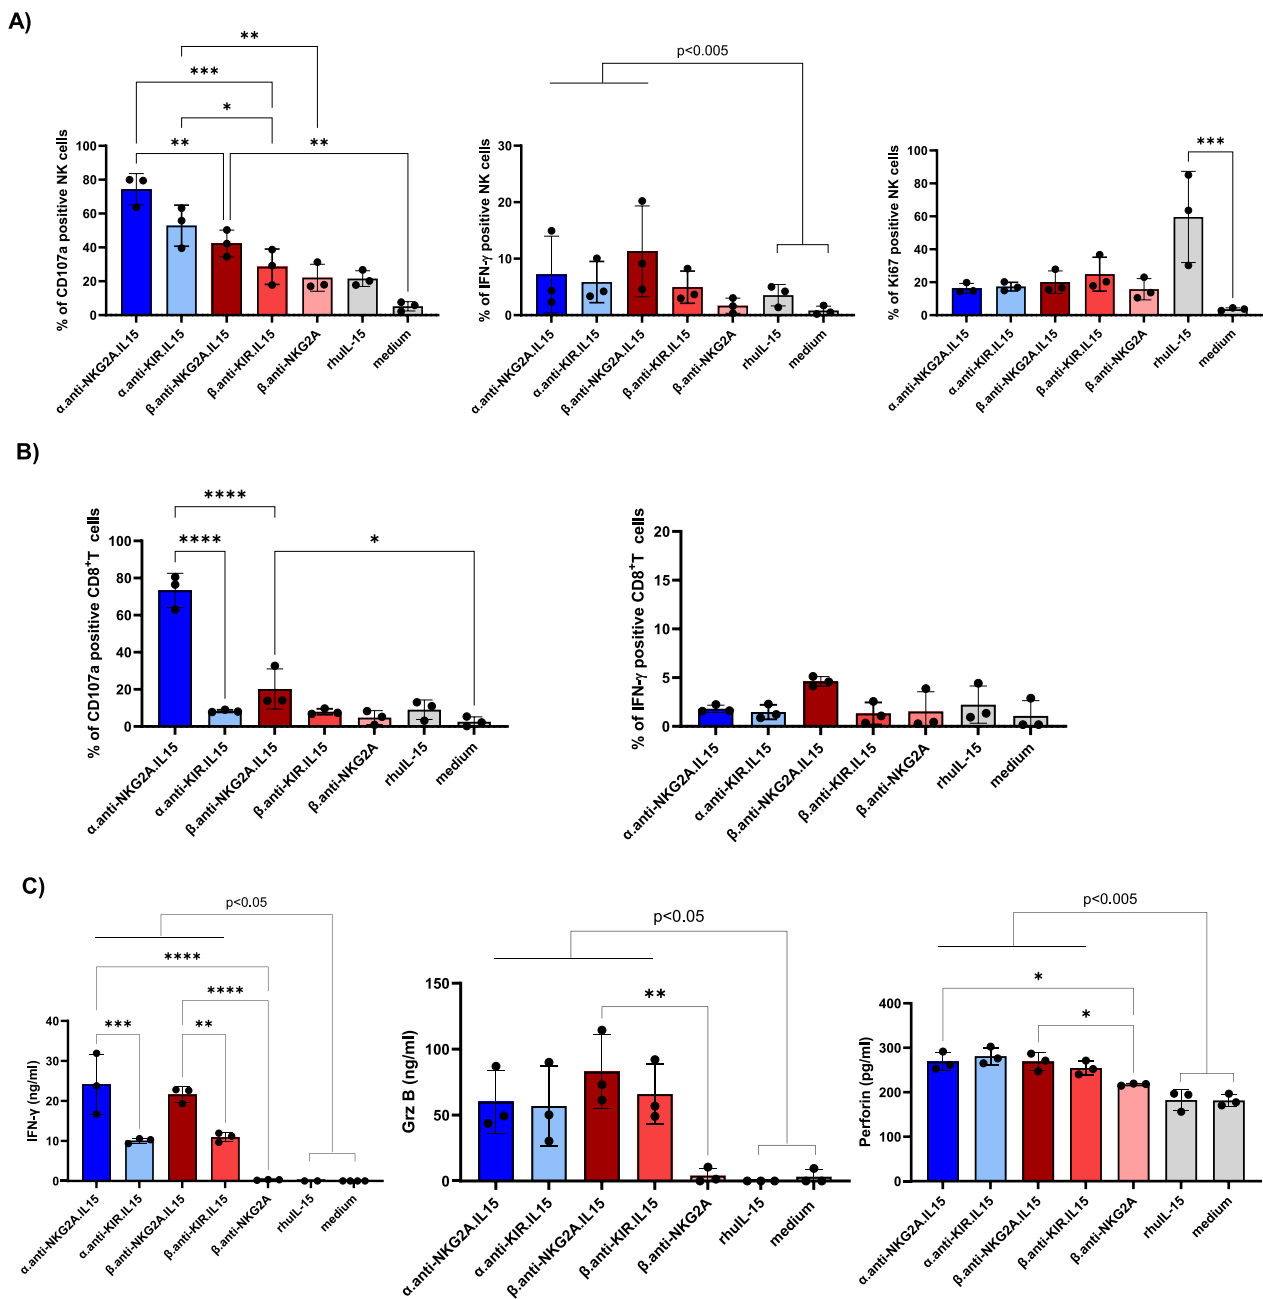 A)
**
***
*
**
**
% of CD107a positive NK cells
100
80
60
40
20
0
α.anti-NKG2A.IL15
α.anti-KIR.IL15
β.anti-NKG2A.IL15
β.anti-KIR.IL15
β.anti-NKG2A
rhuIL-15
medium
p<0.005
% of IFN-γ positive NK cells
30
20
10
0
α.anti-NKG2A.IL15
α.anti-KIR.IL15
β.anti-NKG2A.IL15
β.anti-KIR.IL15
β.anti-NKG2A
rhuIL-15
medium
***
% of Ki67 positive NK cells
100
80
60
40
20
0
α.anti-NKG2A.IL15
α.anti-KIR.IL15
β.anti-NKG2A.IL15
β.anti-KIR.IL15
β.anti-NKG2A
rhuIL-15
medium
B)
****
****
*
% of CD107a positive CD8+T cells
100
80
60
40
20
0
α.anti-NKG2A.IL15
α.anti-KIR.IL15
β.anti-NKG2A.IL15
β.anti-KIR.IL15
β.anti-NKG2A
rhuIL-15
medium
% of IFN-γ positive CD8+T cells
20
15
10
5
0
α.anti-NKG2A.IL15
α.anti-KIR.IL15
β.anti-NKG2A.IL15
β.anti-KIR.IL15
β.anti-NKG2A
rhuIL-15
medium
C)
p<0.05
****
****
***
**
IFN-γ (ng/ml)
40
30
20
10
0
α.anti-NKG2A.IL15
α.anti-KIR.IL15
β.anti-NKG2A.IL15
β.anti-KIR.IL15
β.anti-NKG2A
rhuIL-15
medium
p<0.05
**
Grz B (ng/ml)
150
100
50
0
α.anti-NKG2A.IL15
α.anti-KIR.IL15
β.anti-NKG2A.IL15
β.anti-KIR.IL15
β.anti-NKG2A
rhuIL-15
medium
p<0.005
*
*
Perforin (pg/ml)
400
300
200
100
0
α.anti-NKG2A.IL15
α.anti-KIR.IL15
β.anti-NKG2A.IL15
β.anti-KIR.IL15
β.anti-NKG2A
rhuIL-15
medium